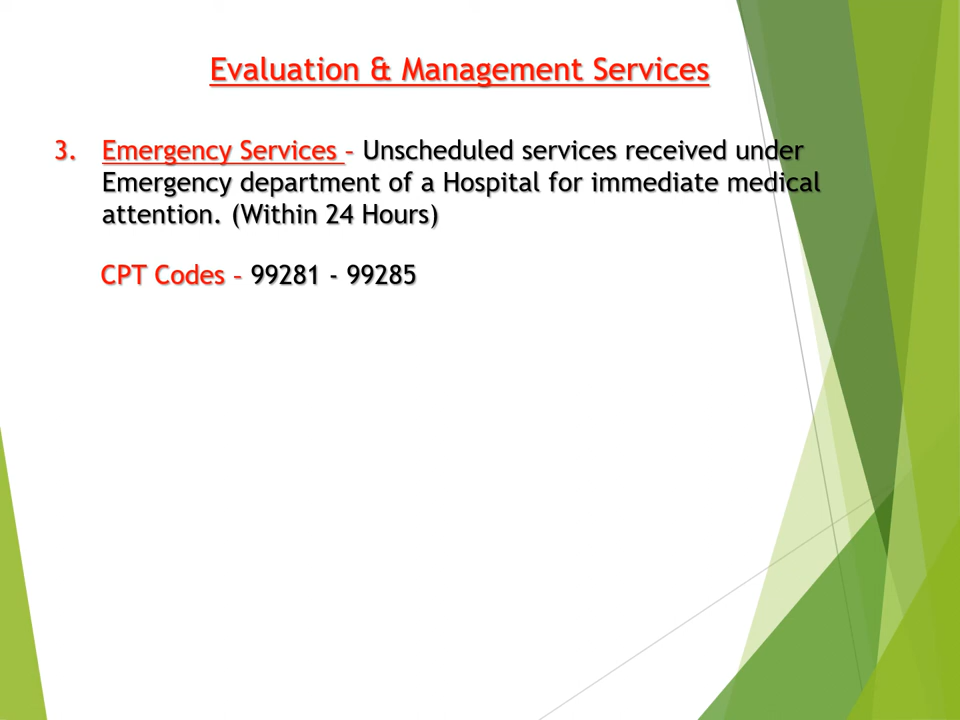 Evaluation & Management Services
3. Emergency Services – Unscheduled services received under
Emergency department of a Hospital for immediate medical
attention. (Within 24 Hours)
CPT Codes – 99281 - 99285